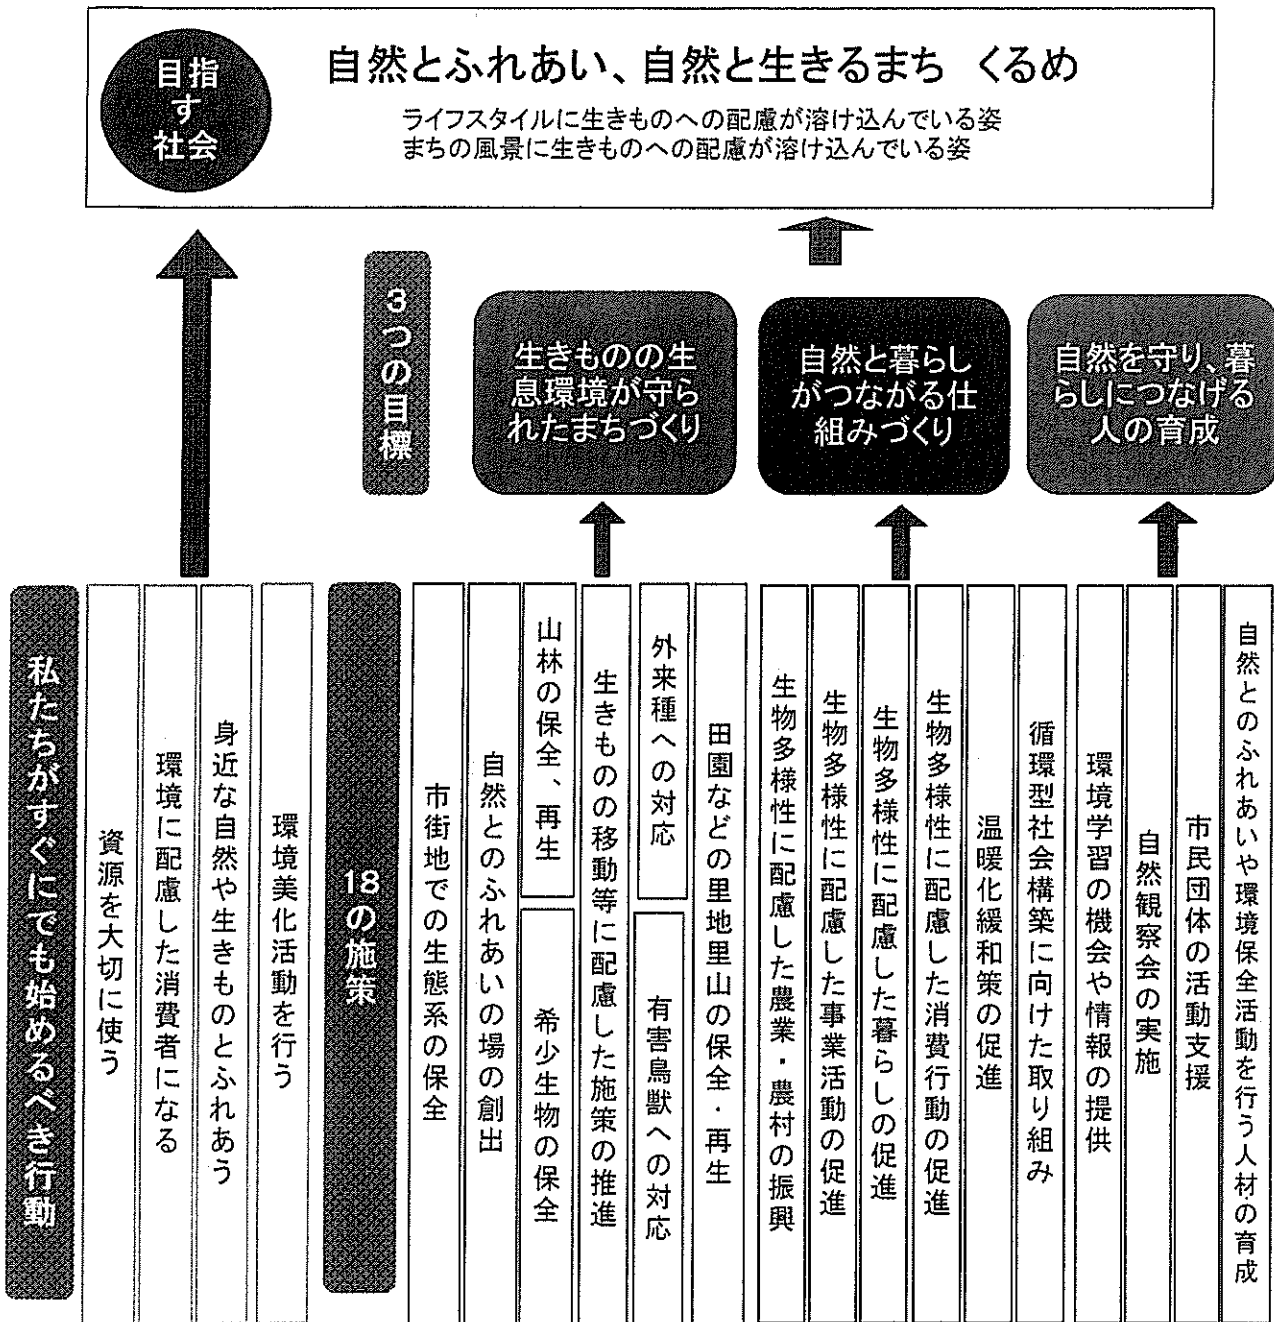 目指
す
社会
自然とふれあい、自然と生きるまち くるめ
ライフスタイルに生きものへの配慮が溶け込んでいる姿
まちの風景に生きものへの配慮が溶け込んでいる姿
3つの目標
生きものの生
息環境が守ら
れたまちづくり
自然と暮らし
がつながる仕
組みづくり
自然を守り、暮
らしにつなげる
人の育成
私たちがすぐにでも始めるべき行動
資源を大切に使う
環境に配慮した消費者になる
身近な自然や生きものとふれあう
環境美化活動を行う
18の施策
市街地での生態系の保全
自然とのふれあいの場の創出
山林の保全、再生
希少生物の保全
生きものの移動等に配慮した施策の推進
外来種への対応
有害鳥獣への対応
田園などの里地里山の保全・再生
生物多様性に配慮した農業・農村の振興
生物多様性に配慮した事業活動の促進
生物多様性に配慮した暮らしの促進
生物多様性に配慮した消費行動の促進
温暖化緩和策の促進
循環型社会構築に向けた取り組み
環境学習の機会や情報の提供
自然観察会の実施
市民団体の活動支援
自然とのふれあいや環境保全活動を行う人材の育成